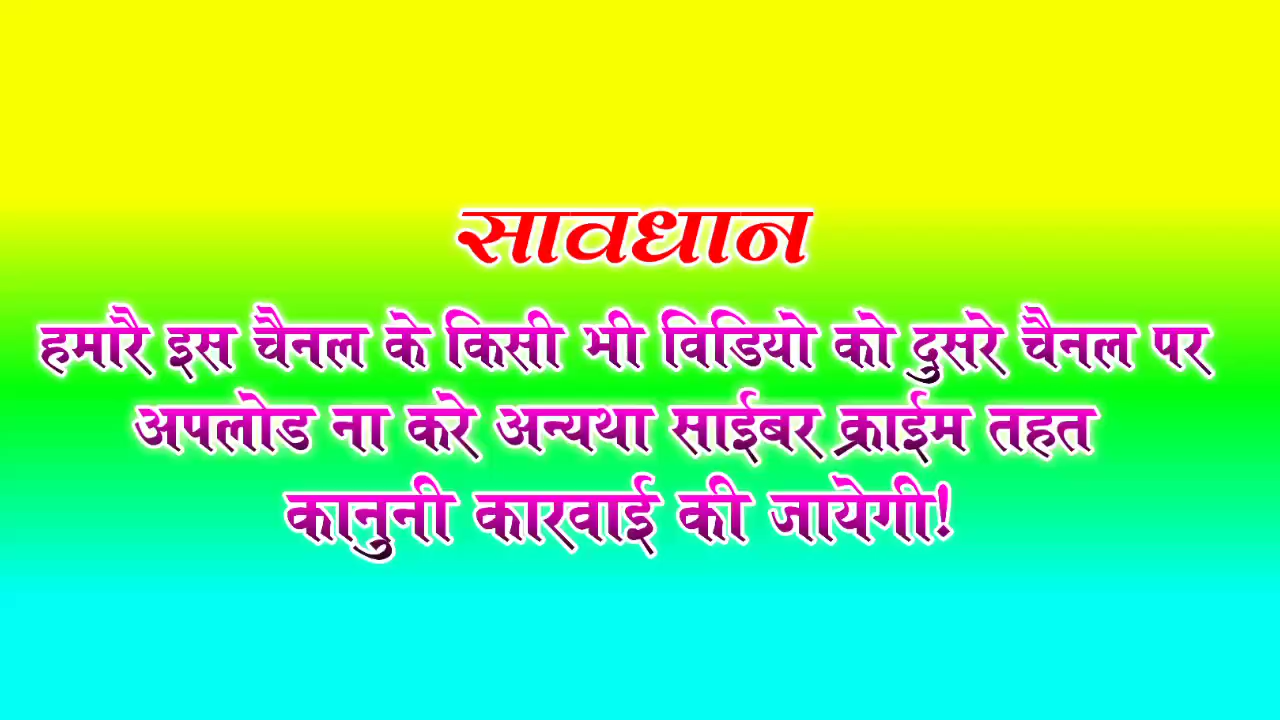 सावधान
हमारै इस चैनल के किसी भी विडियो को दुसरे चैनल पर
अपलोड ना करे अन्यथा साईबर क्राईम तहत
कानुनी कारवाई की जायेगी!